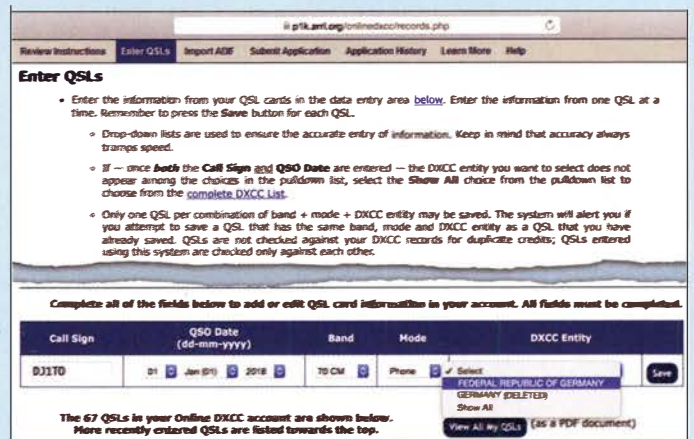 p1k.arrl.org/onlinedxcc/records.php
Review Instructions Enter QSLs Import ADIF Submit Application Application History Learn More Help
Enter QSLs
• Enter the information from your QSL cards in the data entry area below. Enter the information from one QSL at a
time. Remember to press the Save button for each QSL.
Drop-down lists are used to ensure the accurate entry of information. Keep in mind that accuracy always
tramps speed.
If — once both the Call Sign and QSO Date are entered — the DXCC entity you want to select does not
appear among the choices in the pulldown list, select the Show All choice from the pulldown list to
choose from the complete DXCC List.
Only one QSL per combination of band + mode + DXCC entity may be saved. The system will alert you if
you attempt to save a QSL that has the same band, mode and DXCC entity as a QSL that you have
already saved. QSLs are not checked against your DXCC records for duplicate credits; QSLs entered
using this system are checked only against each other.
Complete all of the fields below to add or edit QSL card information in your account. All fields must be completed.
Call Sign QSO Date Band Mode DXCC Entity
(dd-mm-yyyy)
DJ1TO 01 Jan (01) 2018 70 CM Phone ✓ Select Save
FEDERAL REPUBLIC OF GERMANY
GERMANY (DELETED)
Show All
The 67 QSLs in your Online DXCC account are shown below.
More recently entered QSLs are listed towards the top.
View All My QSLs (as a PDF document)